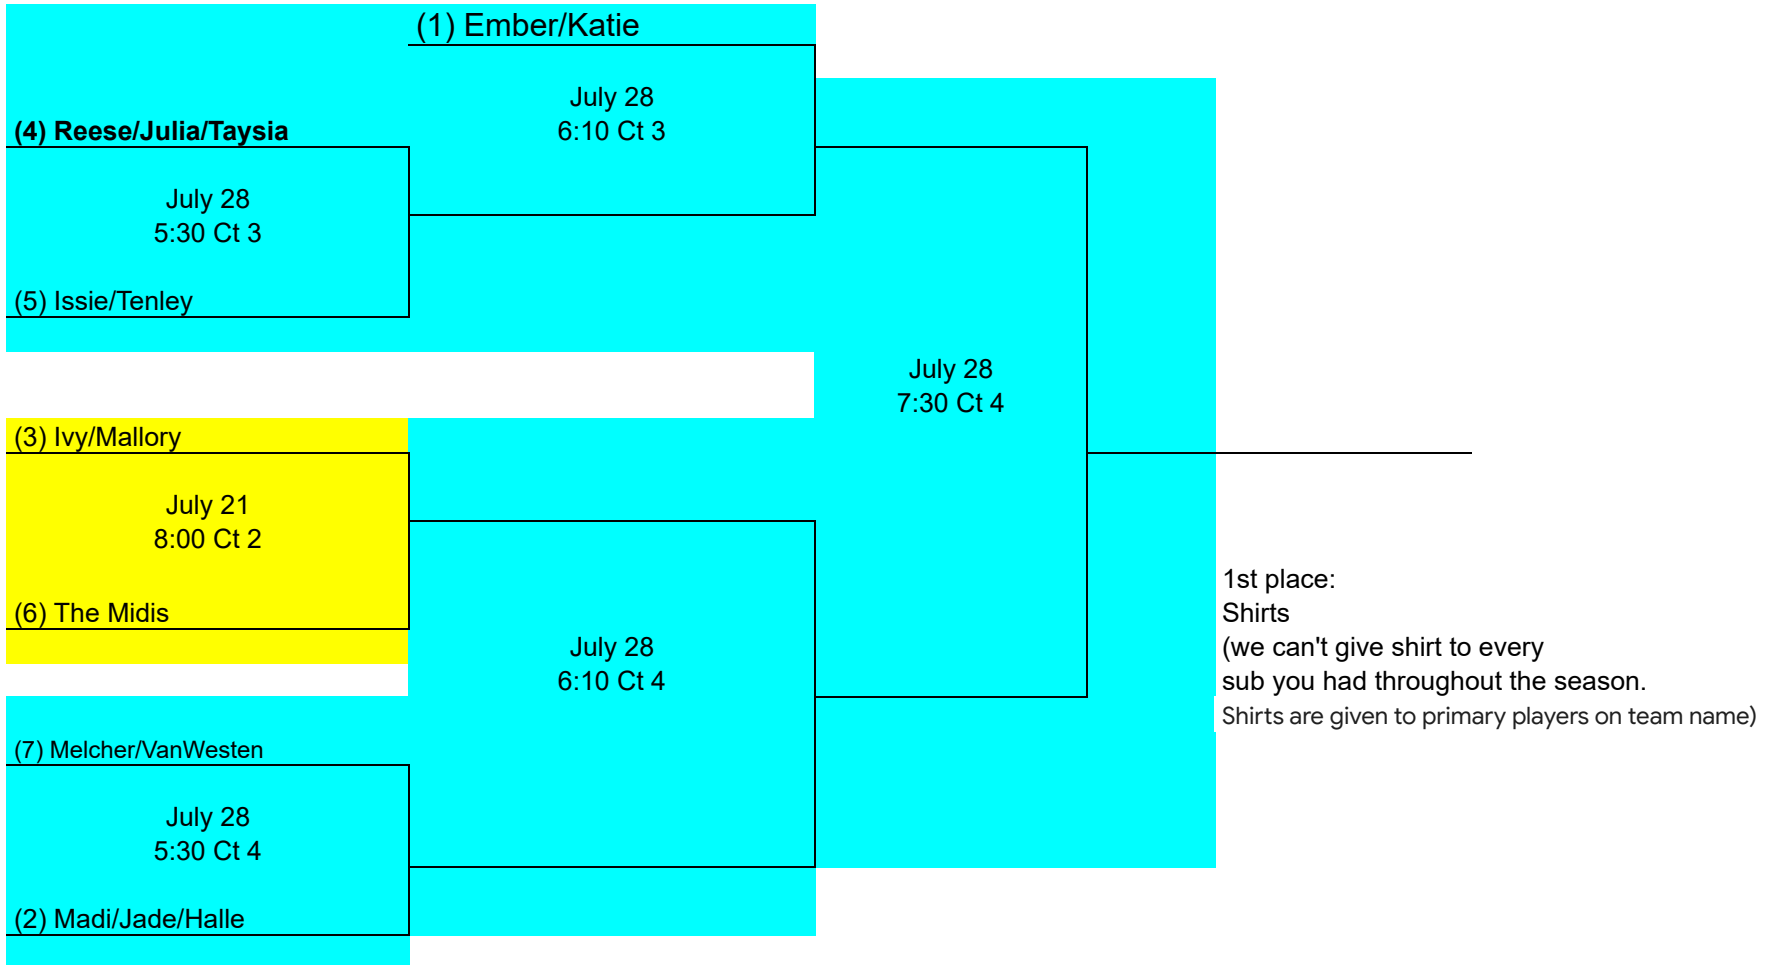 (1) Ember/Katie
July 28
6:10 Ct 3
(4) Reese/Julia/Taysia
July 28
5:30 Ct 3
(5) Issie/Tenley
July 28
7:30 Ct 4
(3) Ivy/Mallory
July 21
8:00 Ct 2
(6) The Midis
July 28
6:10 Ct 4
1st place:
Shirts
(we can't give shirt to every
sub you had throughout the season.
Shirts are given to primary players on team name)
(7) Melcher/VanWesten
July 28
5:30 Ct 4
(2) Madi/Jade/Halle